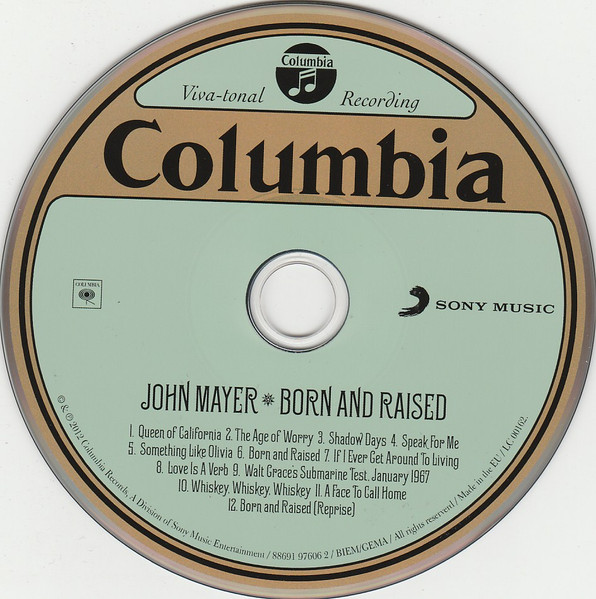 Columbia
Viva-tonal Recording
Columbia
COLUMBIA
SONY MUSIC
JOHN MAYER * BORN AND RAISED
1. Queen of California 2. The Age of Worry 3. Shadow Days 4. Speak For Me
5. Something Like Olivia 6. Born and Raised 7. If I Ever Get Around To Living
8. Love Is A Verb 9. Walt Grace's Submarine Test, January 1967
10. Whiskey, Whiskey, Whiskey 11. A Face To Call Home
12. Born and Raised (Reprise)
© & ℗ 2012 Columbia Records, A Division of Sony Music Entertainment / 88691 97606 2 / BIEM/GEMA / All rights reserved / Made in the EU / LC 00162.